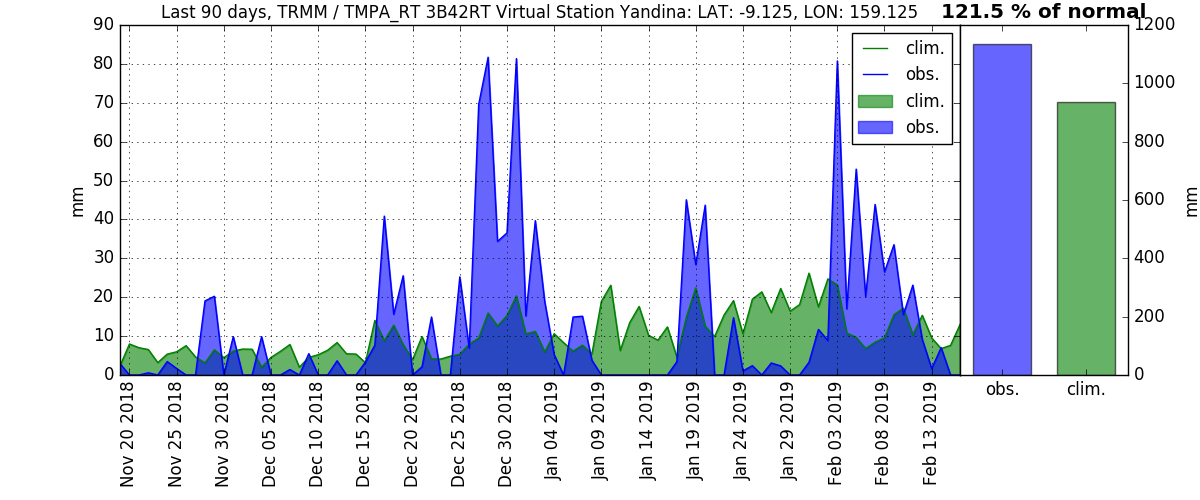 Last 90 days, TRMM / TMPA_RT 3B42RT Virtual Station Yandina: LAT: -9.125, LON: 159.125
121.5 % of normal
90
80
70
60
50
40
30
20
10
0
mm
clim.
obs.
clim.
obs.
1200
1000
800
600
400
200
0
mm
Nov 20 2018
Nov 25 2018
Nov 30 2018
Dec 05 2018
Dec 10 2018
Dec 15 2018
Dec 20 2018
Dec 25 2018
Dec 30 2018
Jan 04 2019
Jan 09 2019
Jan 14 2019
Jan 19 2019
Jan 24 2019
Jan 29 2019
Feb 03 2019
Feb 08 2019
Feb 13 2019
obs.
clim.